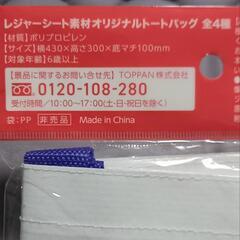 レジャーシート素材オリジナルトートバッグ 全4種
【材質】ポリプロピレン
【サイズ】横430×高さ300×底マチ100mm
【対象年齢】6歳以上
【景品に関するお問い合せ先】TOPPAN株式会社
0120-108-280
受付時間/10:00〜17:00(土・日・祝日を除く)
袋:PP 非売品 Made in China